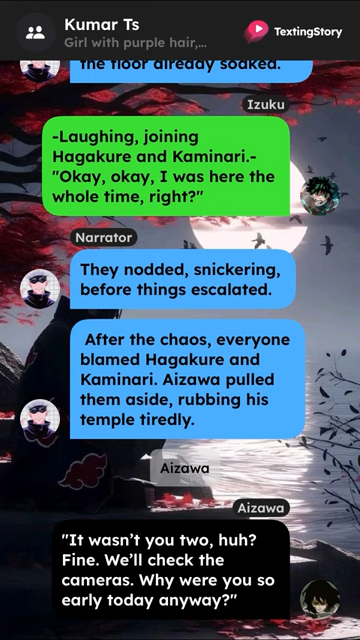 Kumar Ts
Girl with purple hair,...
TextingStory
the floor already soaked.
Izuku
-Laughing, joining
Hagakure and Kaminari.-
"Okay, okay, I was here the
whole time, right?"
Narrator
They nodded, snickering,
before things escalated.
After the chaos, everyone
blamed Hagakure and
Kaminari. Aizawa pulled
them aside, rubbing his
temple tiredly.
Aizawa
Aizawa
"It wasn't you two, huh?
Fine. We'll check the
cameras. Why were you so
early today anyway?"